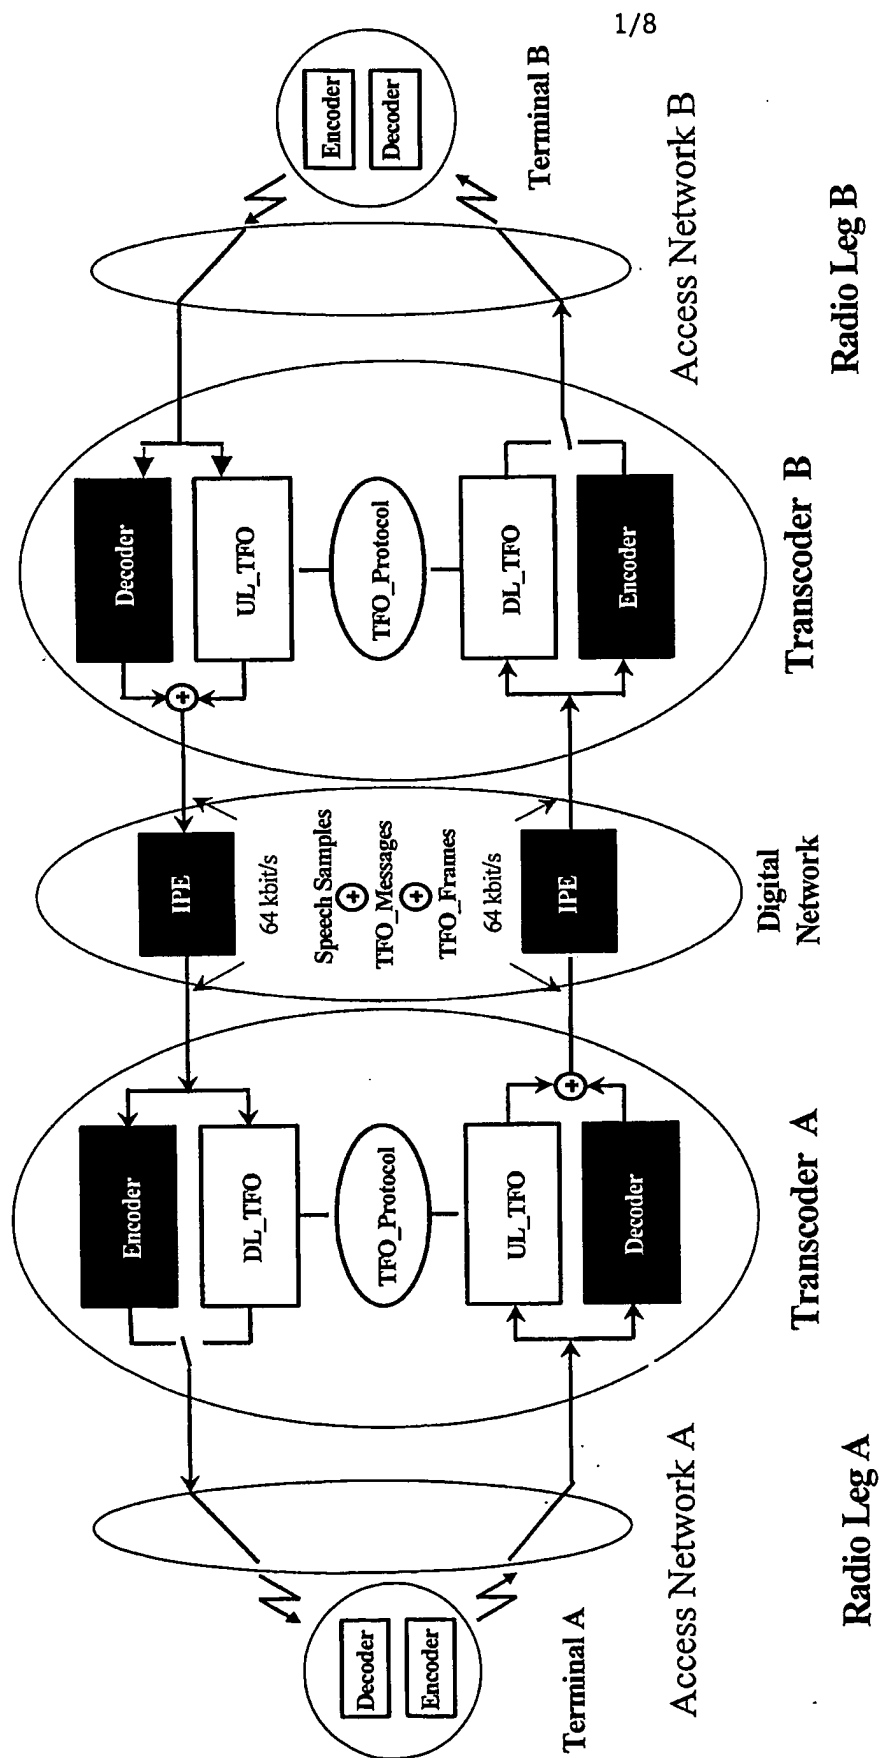 1/8
Decoder
Encoder
Terminal A
Access Network A
Radio Leg A
Encoder
DL_TFO
TFO_Protocol
UL_TFO
Decoder
Transcoder A
IPE
64 kbit/s
Speech Samples
TFO_Messages
TFO_Frames
64 kbit/s
IPE
Digital
Network
Decoder
UL_TFO
TFO_Protocol
DL_TFO
Encoder
Transcoder B
Encoder
Decoder
Terminal B
Access Network B
Radio Leg B